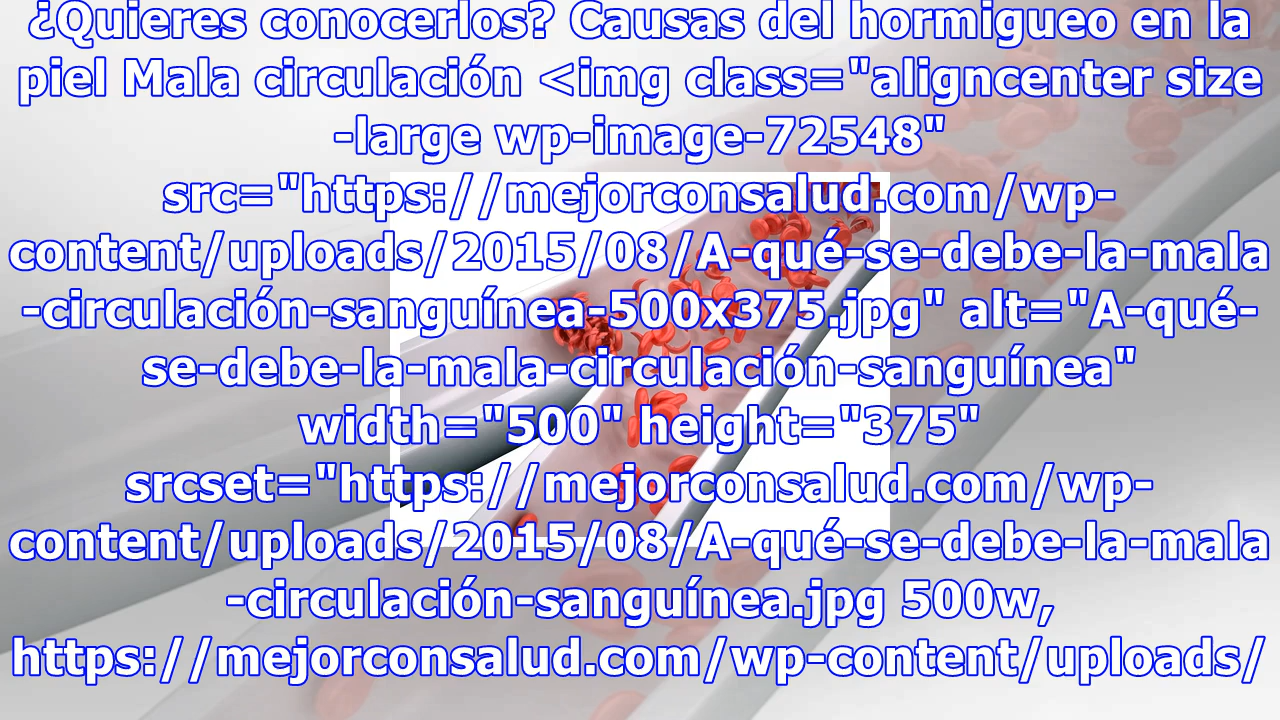 ¿Quieres conocerlos? Causas del hormigueo en la
piel Mala circulación <img class="aligncenter size
-large wp-image-72548"
src="https://mejorconsalud.com/wp-
content/uploads/2015/08/A-qué-se-debe-la-mala
-circulación-sanguínea-500x375.jpg" alt="A-qué-
se-debe-la-mala-circulación-sanguínea"
width="500" height="375"
srcset="https://mejorconsalud.com/wp-
content/uploads/2015/08/A-qué-se-debe-la-mala
-circulación-sanguínea.jpg 500w,
https://mejorconsalud.com/wp-content/uploads/